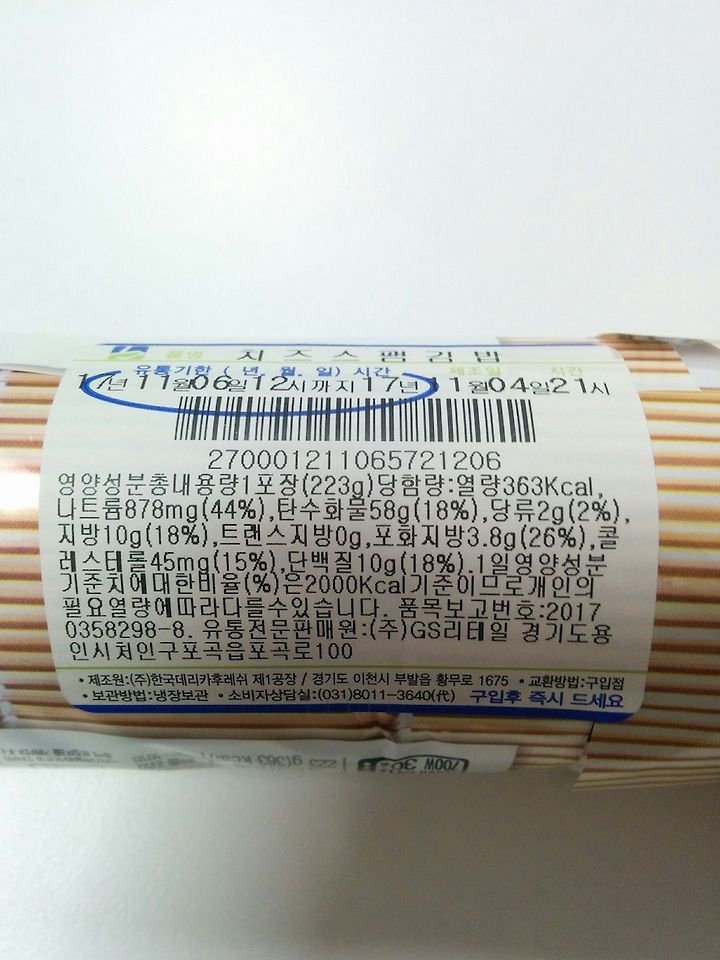 품명 치즈스팸김밥
유통기한 (년. 월. 일) 시간 제조일 시간
17년 11월06일 12시까지 17년 11월04일21시
270001211065721206
영양성분총내용량1포장(223g)당함량:열량363Kcal,
나트륨878mg(44%),탄수화물58g(18%),당류2g(2%),
지방10g(18%),트랜스지방0g,포화지방3.8g(26%),콜
레스테롤45mg(15%),단백질10g(18%).1일영양성분
기준치에대한비율(%)은2000Kcal기준이므로개인의
필요열량에따라다를수있습니다. 품목보고번호:2017
0358298-8. 유통전문판매원:(주)GS리테일 경기도용
인시처인구포곡읍포곡로100
• 제조원:(주)한국데리카후레쉬 제1공장 / 경기도 이천시 부발읍 황무로 1675 • 교환방법:구입점
• 보관방법:냉장보관 • 소비자상담실:(031)8011-3640(代) 구입후 즉시 드세요
223 g(363 kcal)
700W